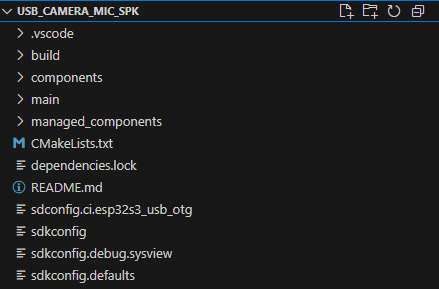 USB_CAMERA_MIC_SPK
.vscode
build
components
main
managed_components
CMakeLists.txt
dependencies.lock
README.md
sdconfig.ci.esp32s3_usb_otg
sdkconfig
sdkconfig.debug.sysview
sdkconfig.defaults